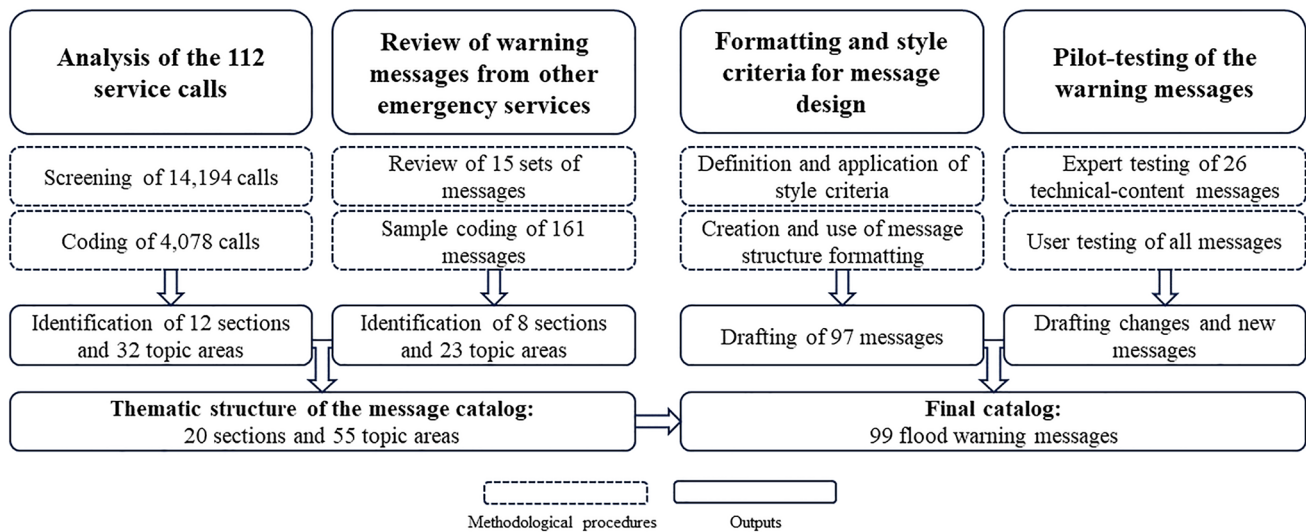 Analysis of the 112
service calls
Review of warning
messages from other
emergency services
Formatting and style
criteria for message
design
Pilot-testing of the
warning messages
Screening of 14,194 calls
Review of 15 sets of
messages
Definition and application of
style criteria
Expert testing of 26
technical-content messages
Coding of 4,078 calls
Sample coding of 161
messages
Creation and use of message
structure formatting
User testing of all messages
Identification of 12 sections
and 32 topic areas
Identification of 8 sections
and 23 topic areas
Drafting of 97 messages
Drafting changes and new
messages
Thematic structure of the message catalog:
20 sections and 55 topic areas
Final catalog:
99 flood warning messages
Methodological procedures
Outputs